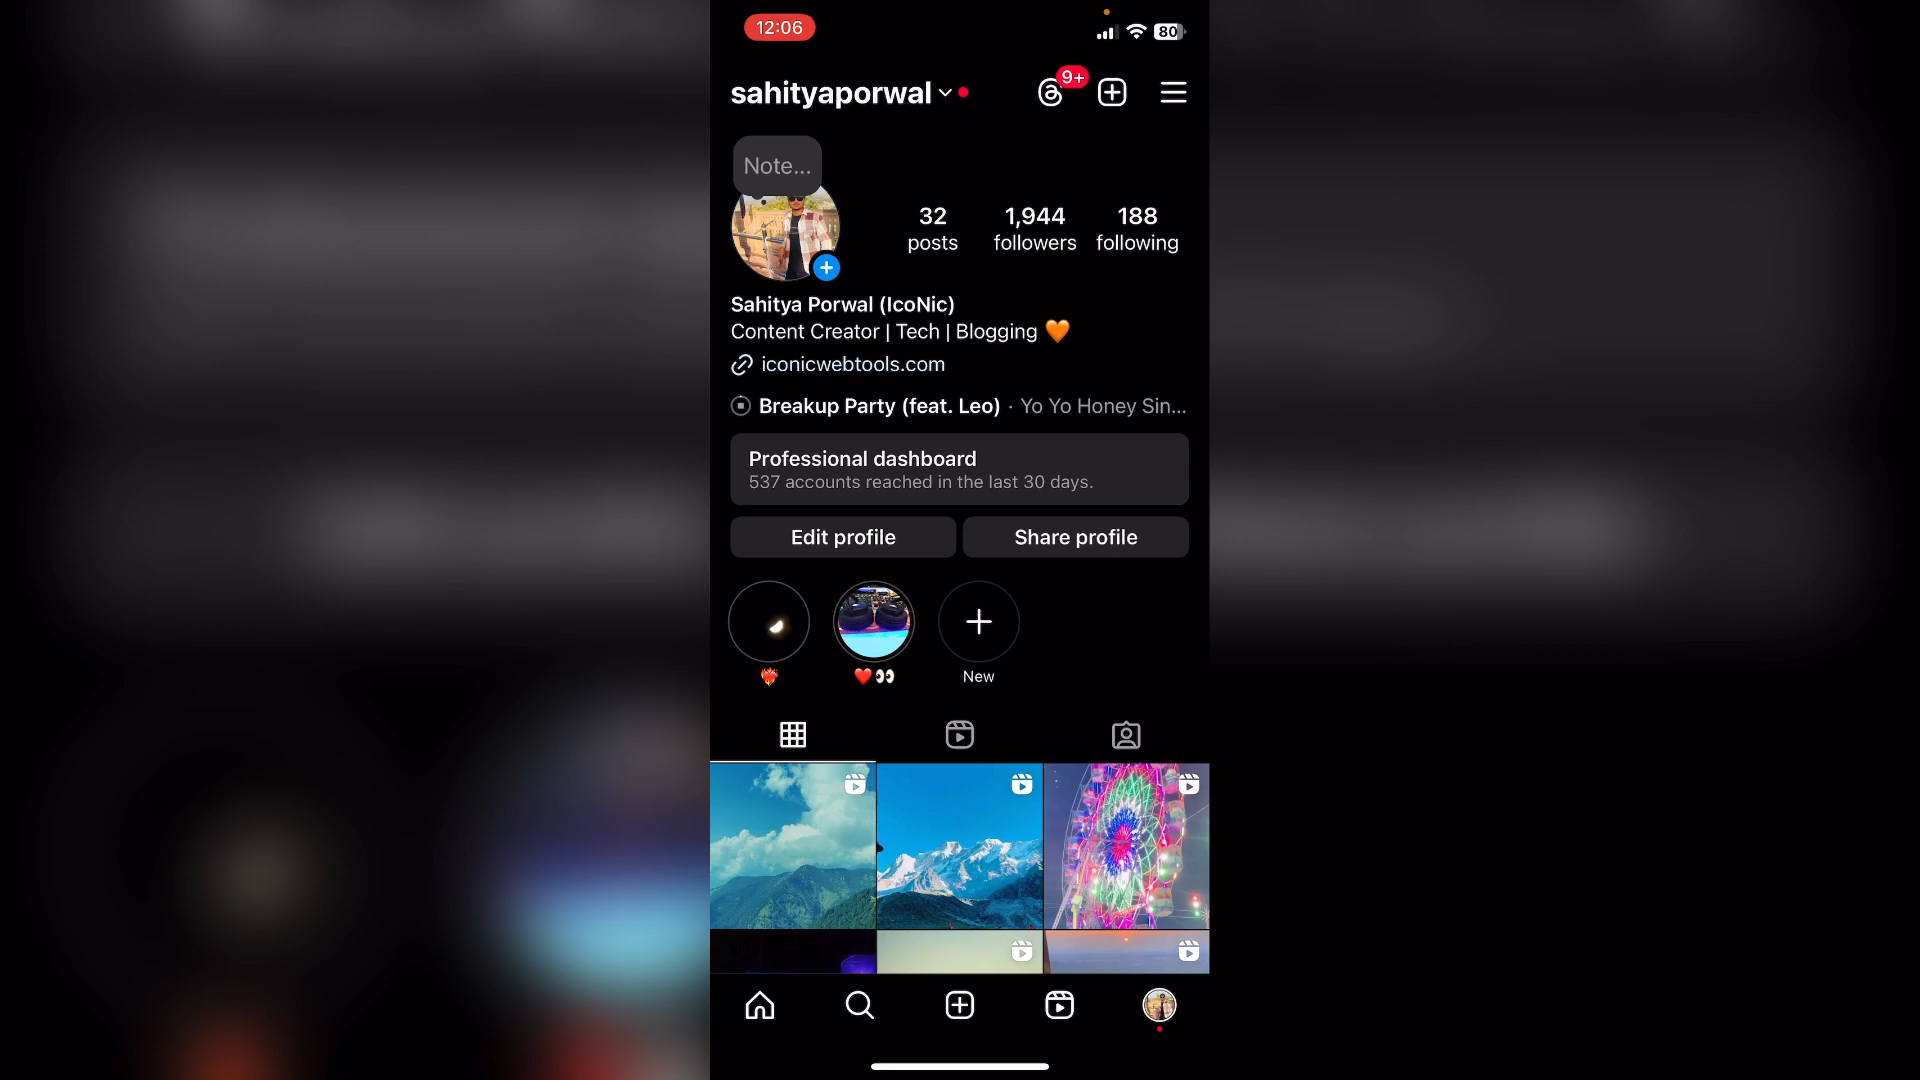 12:06
80
sahityaporwal
9+
Note...
32 1,944 188
posts followers following
Sahitya Porwal (IcoNic)
Content Creator | Tech | Blogging 🧡
iconicwebtools.com
Breakup Party (feat. Leo) · Yo Yo Honey Sin...
Professional dashboard
537 accounts reached in the last 30 days.
Edit profile Share profile
❤️‍🔥 ❤️👀 New